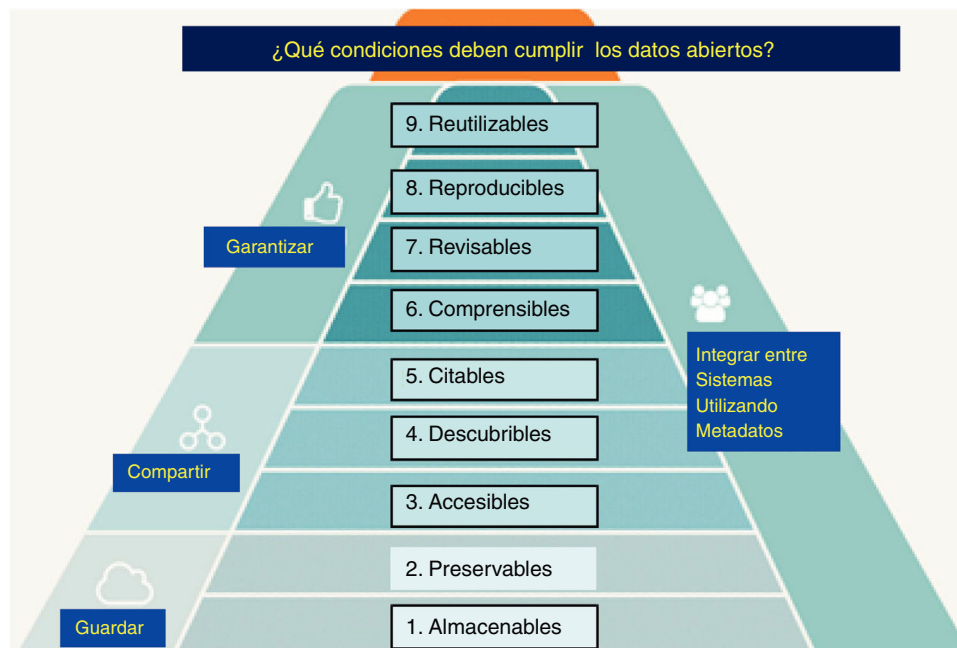 ¿Qué condiciones deben cumplir los datos abiertos?
9. Reutilizables
8. Reproducibles
Garantizar
7. Revisables
6. Comprensibles
Integrar entre
Sistemas
Utilizando
Metadatos
5. Citables
4. Descubribles
Compartir
3. Accesibles
2. Preservables
Guardar
1. Almacenables